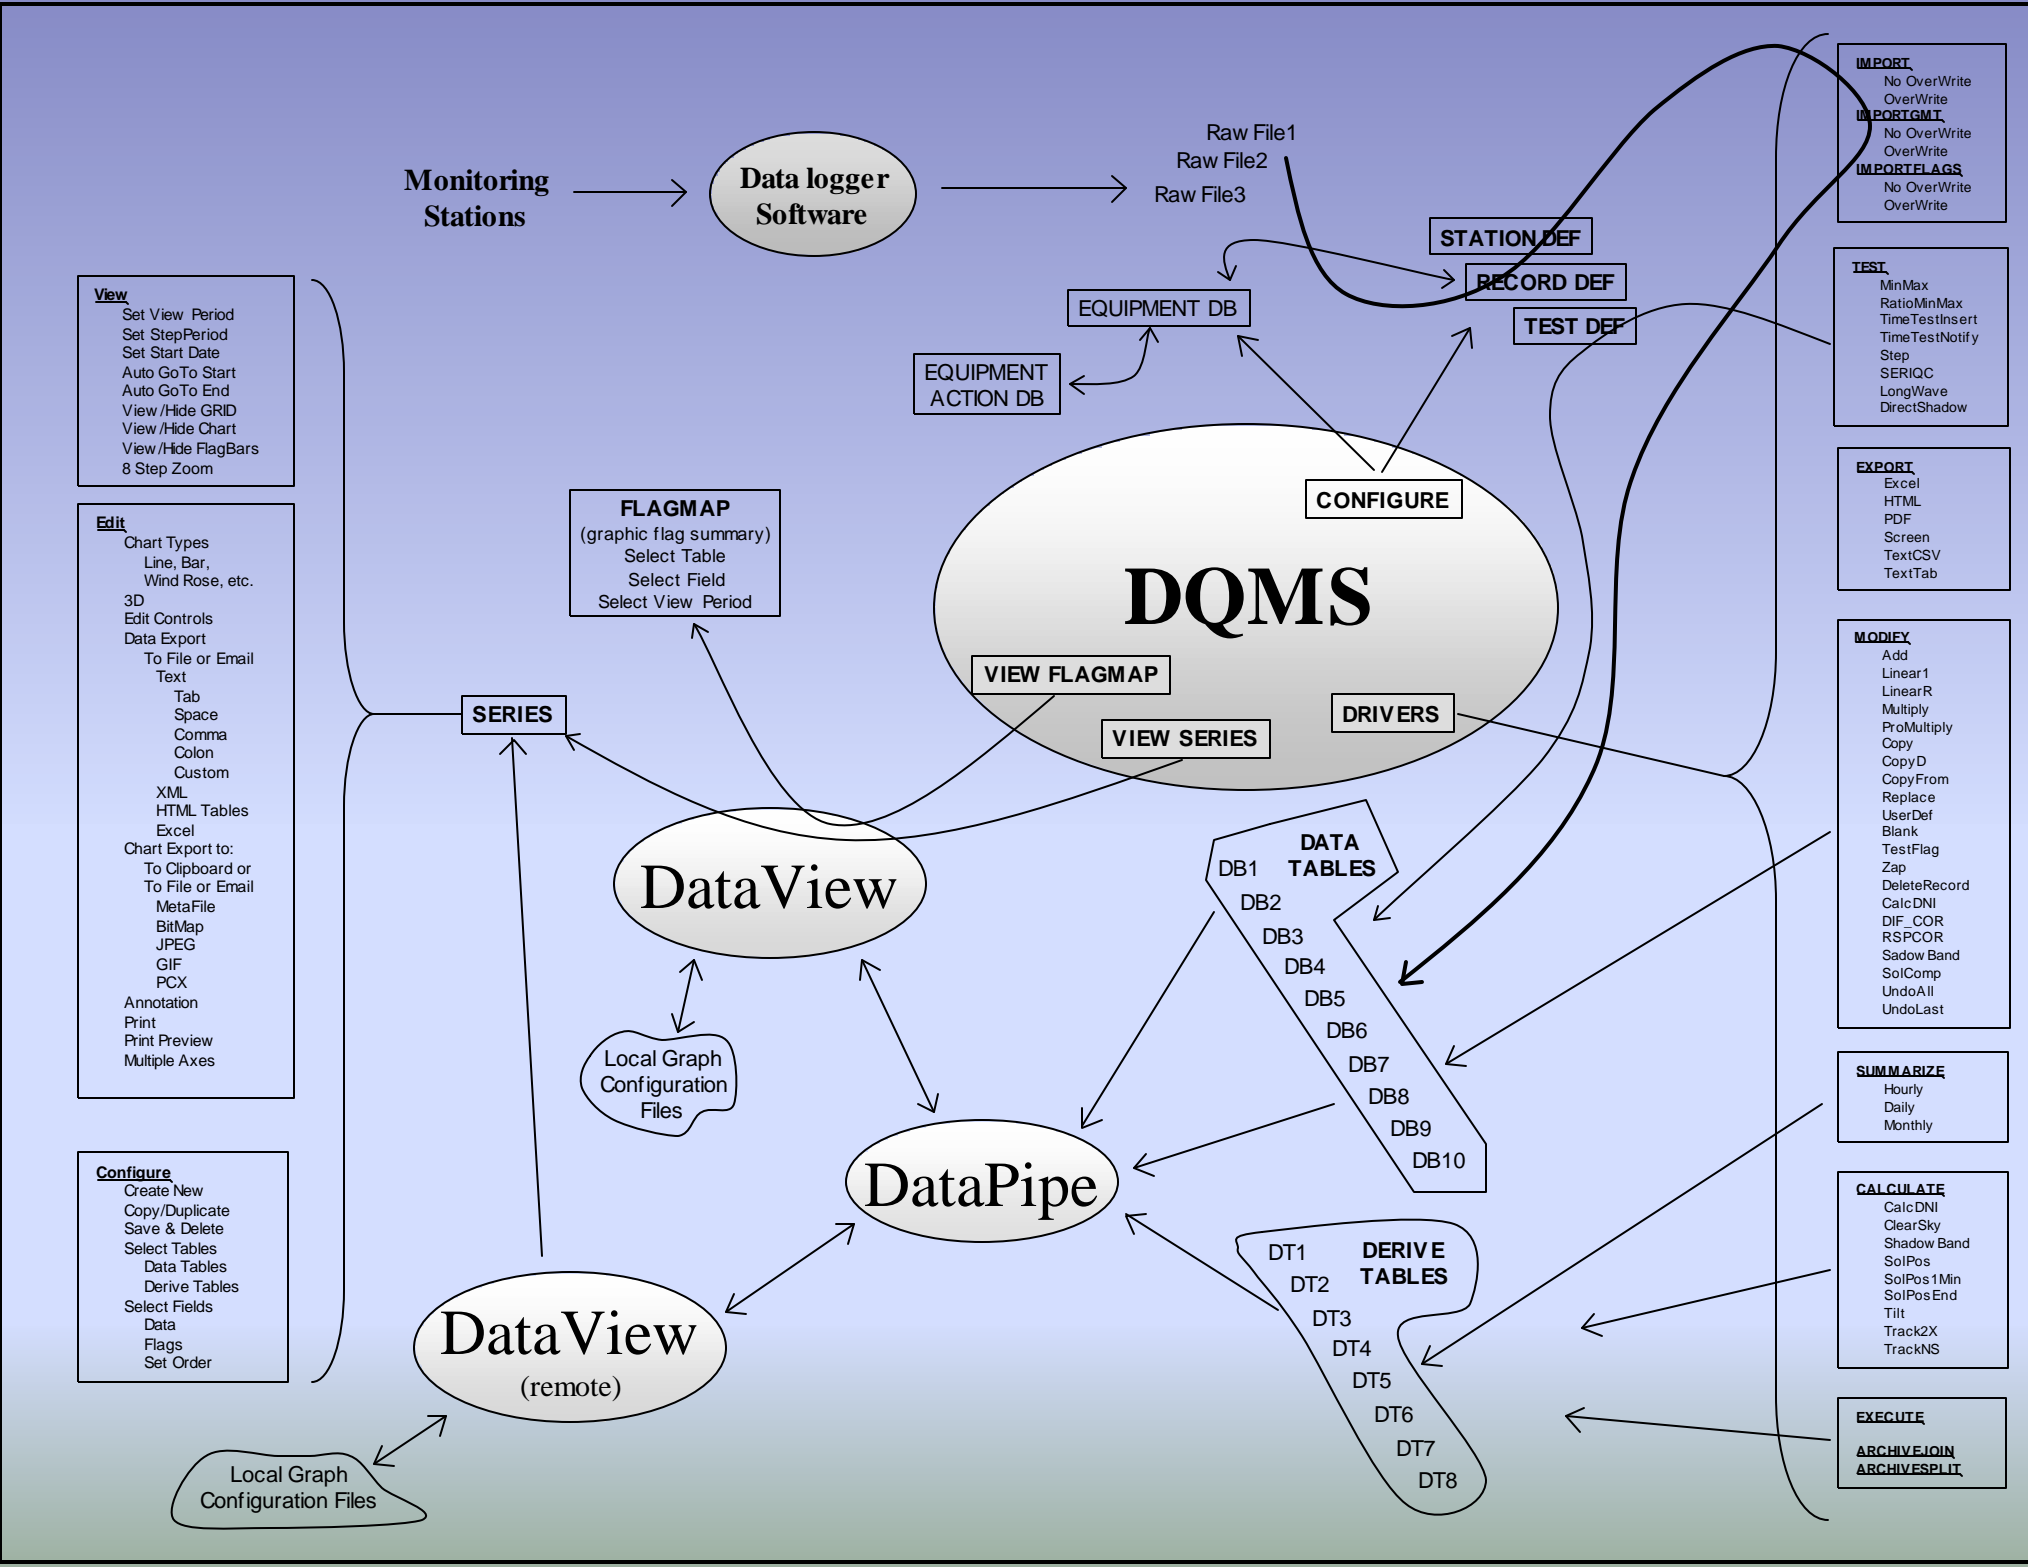 Monitoring
Stations
Data logger
Software
Raw File1
Raw File2
Raw File3
STATION DEF
RECORD DEF
TEST DEF
EQUIPMENT DB
EQUIPMENT
ACTION DB
View
Set View Period
Set StepPeriod
Set Start Date
Auto GoTo Start
Auto GoTo End
View/Hide GRID
View/Hide Chart
View/Hide FlagBars
8 Step Zoom
Edit
Chart Types
Line, Bar,
Wind Rose, etc.
3D
Edit Controls
Data Export
To File or Email
Text
Tab
Space
Comma
Colon
Custom
XML
HTML Tables
Excel
Chart Export to:
To Clipboard or
To File or Email
MetaFile
BitMap
JPEG
GIF
PCX
Annotation
Print
Print Preview
Multiple Axes
Configure
Create New
Copy/Duplicate
Save & Delete
Select Tables
Data Tables
Derive Tables
Select Fields
Data
Flags
Set Order
FLAGMAP
(graphic flag summary)
Select Table
Select Field
Select View Period
SERIES
CONFIGURE
DQMS
VIEW FLAGMAP
VIEW SERIES
DRIVERS
DataView
Local Graph
Configuration
Files
DataPipe
DataView
(remote)
Local Graph
Configuration Files
DATA
TABLES
DB1
DB2
DB3
DB4
DB5
DB6
DB7
DB8
DB9
DB10
DERIVE
TABLES
DT1
DT2
DT3
DT4
DT5
DT6
DT7
DT8
IMPORT
No OverWrite
OverWrite
IMPORTGMT
No OverWrite
OverWrite
IMPORTFLAGS
No OverWrite
OverWrite
TEST
MinMax
RatioMinMax
TimeTestInsert
TimeTestNotify
Step
SERIQC
LongWave
DirectShadow
EXPORT
Excel
HTML
PDF
Screen
TextCSV
TextTab
MODIFY
Add
Linear1
LinearR
Multiply
ProMultiply
Copy
CopyD
CopyFrom
Replace
UserDef
Blank
TestFlag
Zap
DeleteRecord
CalcDNI
DIF_COR
RSPCOR
SadowBand
SolComp
UndoAll
UndoLast
SUMMARIZE
Hourly
Daily
Monthly
CALCULATE
CalcDNI
ClearSky
ShadowBand
SolPos
SolPos1Min
SolPosEnd
Tilt
Track2X
TrackNS
EXECUTE
ARCHIVEJOIN
ARCHIVESPLIT